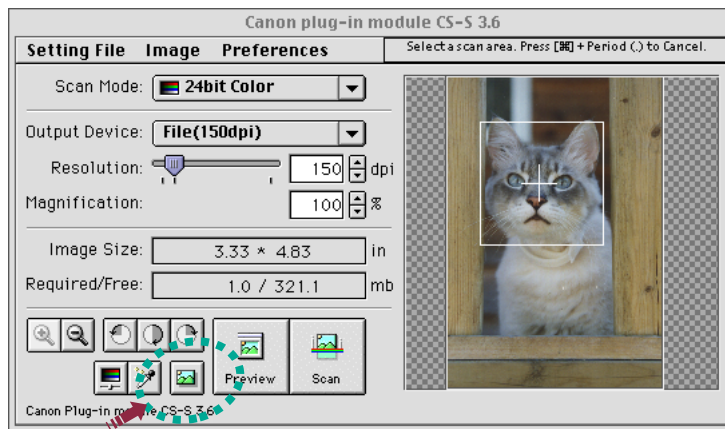 Canon plug-in module CS-S 3.6
Setting File Image Preferences
Select a scan area. Press [⌘] + Period (.) to Cancel.
Scan Mode: 24bit Color
Output Device: File(150dpi)
Resolution: 150 dpi
Magnification: 100 %
Image Size: 3.33 * 4.83 in
Required/Free: 1.0 / 321.1 mb
Preview Scan
Canon Plug-in module CS-S 3.6